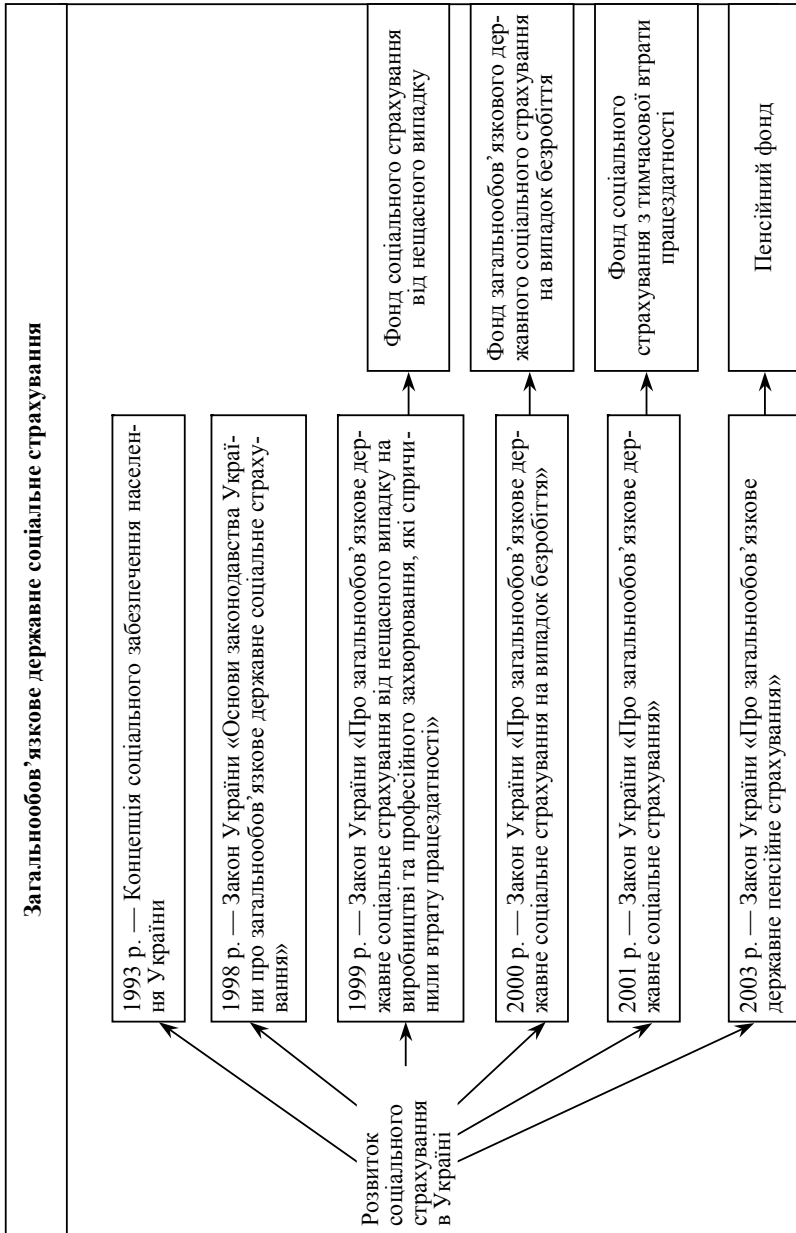 Загальнообов’язкове державне соціальне страхування
Розвиток
соціального
страхування
в Україні
1993 р. — Концепція соціального забезпечення населен-
ня України
1998 р. — Закон України «Основи законодавства Украї-
ни про загальнообов’язкове державне соціальне страху-
вання»
1999 р. — Закон України «Про загальнообов’язкове дер-
жавне соціальне страхування від нещасного випадку на
виробництві та професійного захворювання, які спричи-
нили втрату працездатності»
Фонд соціального страхування
від нещасного випадку
2000 р. — Закон України «Про загальнообов’язкове дер-
жавне соціальне страхування на випадок безробіття»
Фонд загальнообов’язкового дер-
жавного соціального страхування
на випадок безробіття
2001 р. — Закон України «Про загальнообов’язкове дер-
жавне соціальне страхування»
Фонд соціального
страхування з тимчасової втрати
працездатності
2003 р. — Закон України «Про загальнообов’язкове
державне пенсійне страхування»
Пенсійний фонд